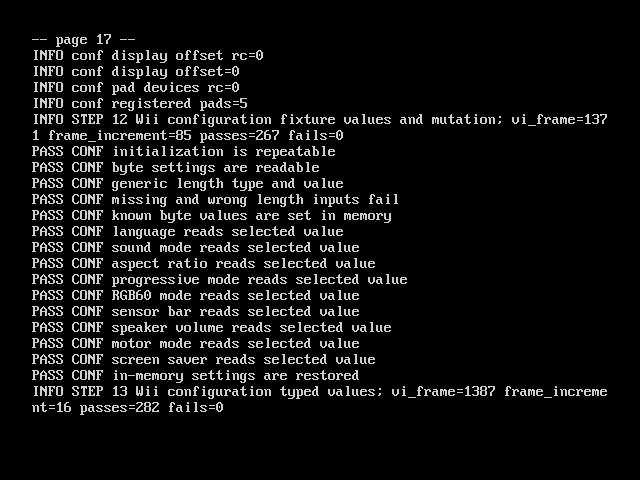 -- page 17 --
INFO conf display offset rc=0
INFO conf display offset=0
INFO conf pad devices rc=0
INFO conf registered pads=5
INFO STEP 12 Wii configuration fixture values and mutation; vi_frame=137
1 frame_increment=85 passes=267 fails=0
PASS CONF initialization is repeatable
PASS CONF byte settings are readable
PASS CONF generic length type and value
PASS CONF missing and wrong length inputs fail
PASS CONF known byte values are set in memory
PASS CONF language reads selected value
PASS CONF sound mode reads selected value
PASS CONF aspect ratio reads selected value
PASS CONF progressive mode reads selected value
PASS CONF RGB60 mode reads selected value
PASS CONF sensor bar reads selected value
PASS CONF speaker volume reads selected value
PASS CONF motor mode reads selected value
PASS CONF screen saver reads selected value
PASS CONF in-memory settings are restored
INFO STEP 13 Wii configuration typed values; vi_frame=1387 frame_increme
nt=16 passes=282 fails=0